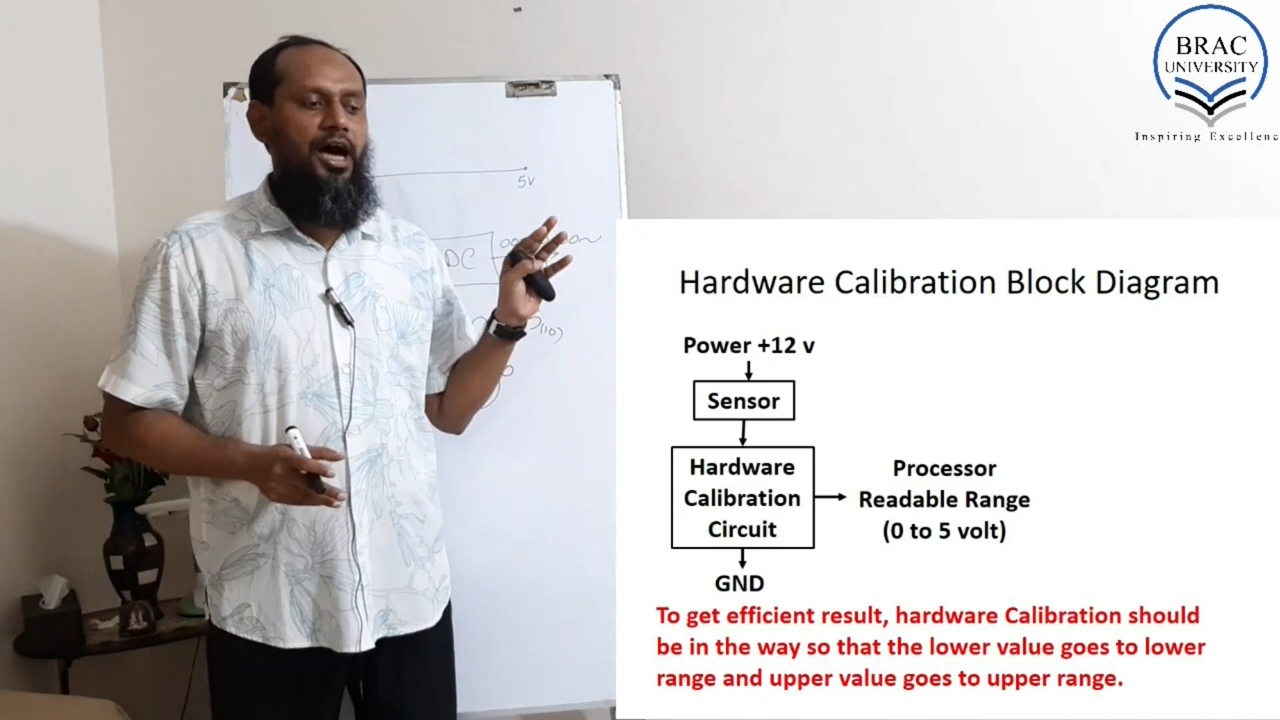 BRAC
UNIVERSITY
Inspiring Excellenc
5V
DC
Hardware Calibration Block Diagram
Power +12 v
Sensor
Hardware
Calibration
Circuit
Processor
Readable Range
(0 to 5 volt)
GND
To get efficient result, hardware Calibration should
be in the way so that the lower value goes to lower
range and upper value goes to upper range.